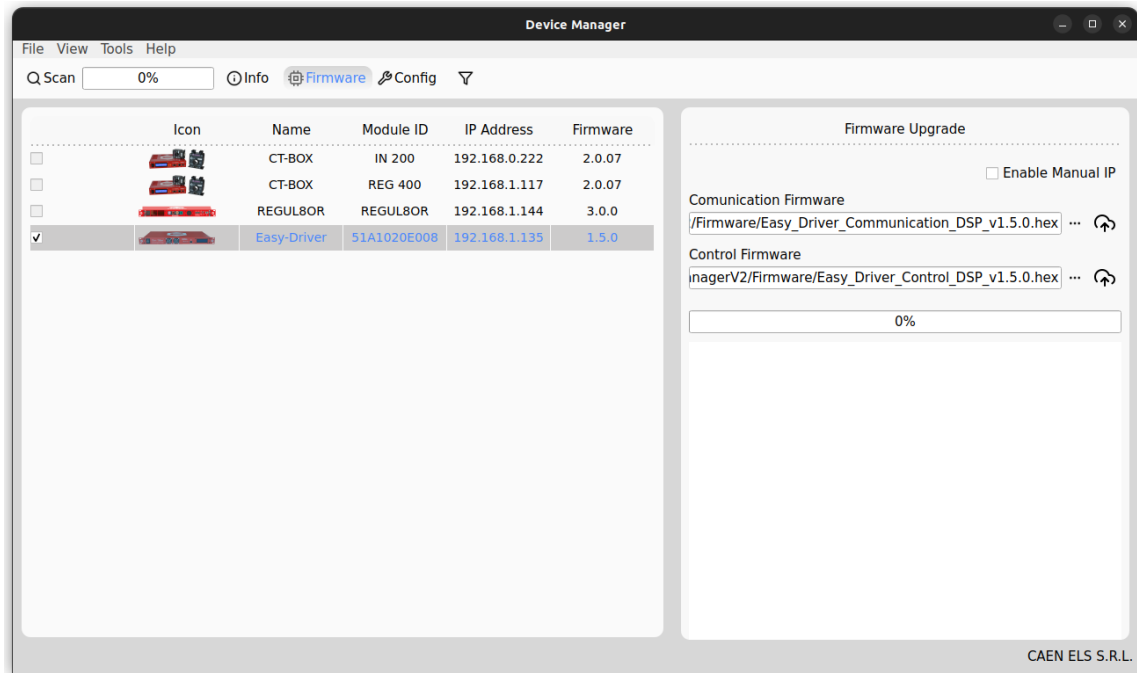 Device Manager
File View Tools Help
Scan 0% Info Firmware Config
Icon Name Module ID IP Address Firmware
CT-BOX IN 200 192.168.0.222 2.0.07
CT-BOX REG 400 192.168.1.117 2.0.07
REGUL8OR REGUL8OR 192.168.1.144 3.0.0
Easy-Driver 51A1020E008 192.168.1.135 1.5.0
Firmware Upgrade
Enable Manual IP
Comunication Firmware
/Firmware/Easy_Driver_Communication_DSP_v1.5.0.hex ...
Control Firmware
nagerV2/Firmware/Easy_Driver_Control_DSP_v1.5.0.hex ...
0%
CAEN ELS S.R.L.